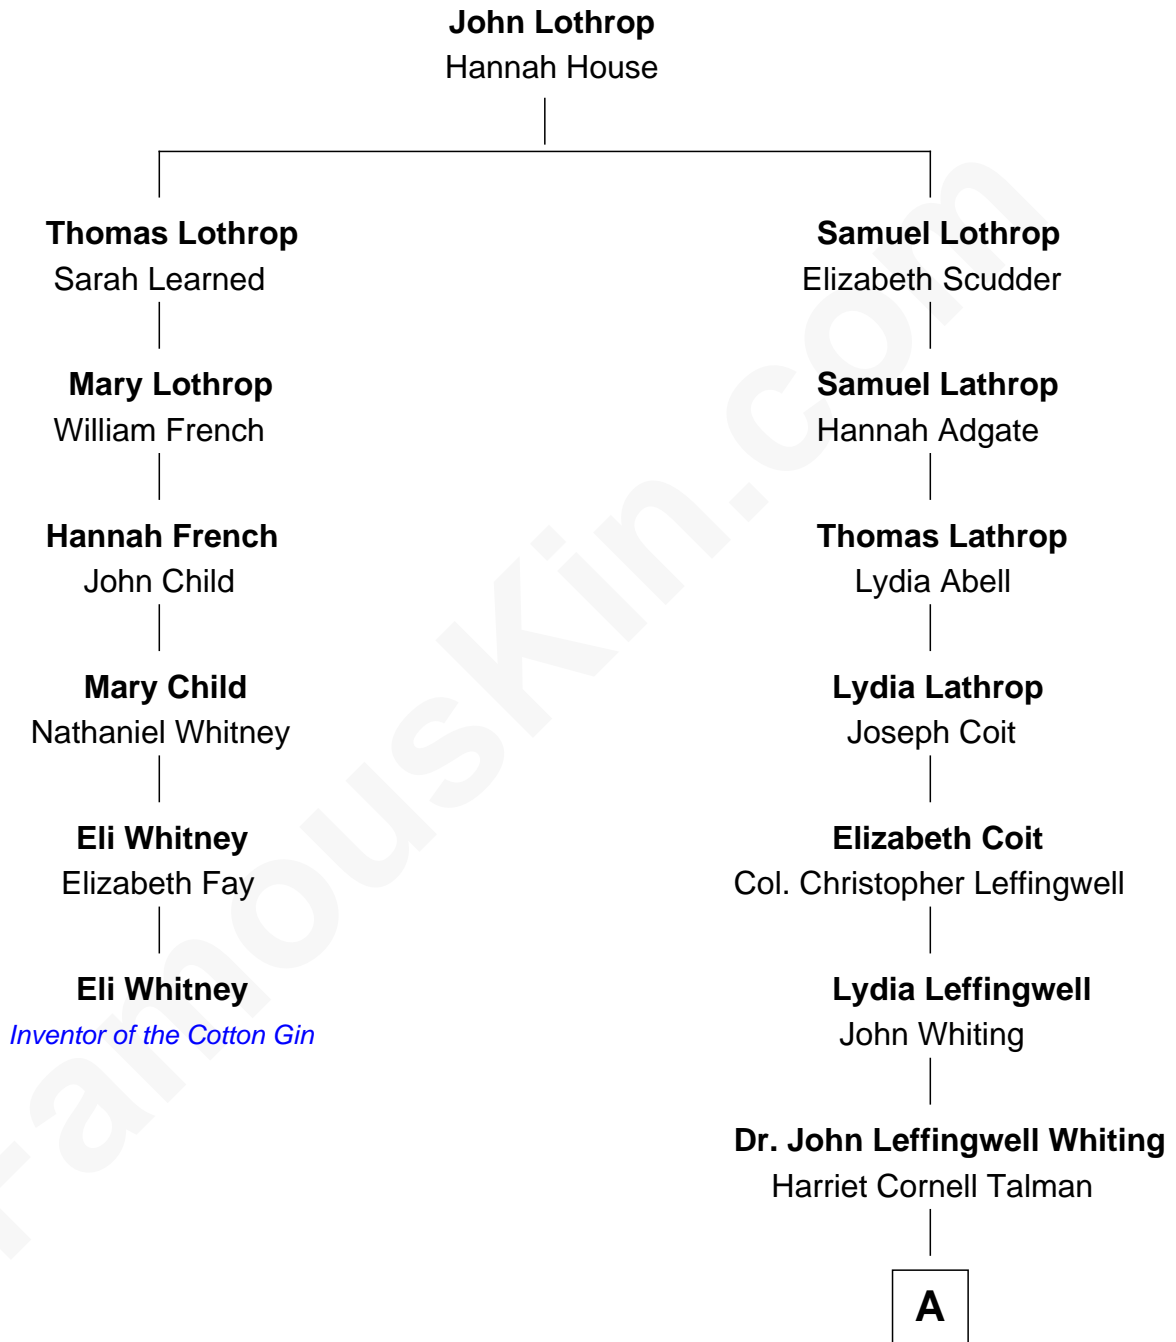 John Lothrop
Hannah House
Thomas Lothrop
Sarah Learned
Mary Lothrop
William French
Hannah French
John Child
Mary Child
Nathaniel Whitney
Eli Whitney
Elizabeth Fay
Eli Whitney
Inventor of the Cotton Gin
Samuel Lothrop
Elizabeth Scudder
Samuel Lathrop
Hannah Adgate
Thomas Lathrop
Lydia Abell
Lydia Lathrop
Joseph Coit
Elizabeth Coit
Col. Christopher Leffingwell
Lydia Leffingwell
John Whiting
Dr. John Leffingwell Whiting
Harriet Cornell Talman
A
FamousKin.com